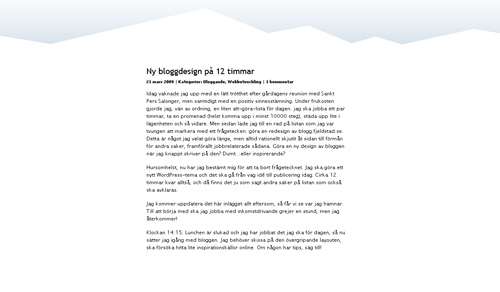 Ny bloggdesign på 12 timmar
21 mars 2009 | Kategorier: Bloggande, Webbutveckling | 1 kommentar
Idag vaknade jag upp med en lätt trötthet efter gårdagens reunion med Sankt
Pers Salonger, men samtidigt med en positiv sinnesstämning. Under frukosten
gjorde jag, van av ordning, en liten att-göra-lista för dagen: jag ska jobba ett par
timmar, ta en promenad (helst komma upp i minst 10000 steg), städa upp lite i
lägenheten och så vidare. Men sedan lade jag till en rad på listan som jag var
tvungen att markera med ett frågetecken: göra en redesign av blogg.fjeldstad.se.
Detta är något jag velat göra länge, men alltid rationellt skjutit åt sidan till förmån
för andra saker, framförallt jobbrelaterade sådana. Göra en ny design av bloggen
när jag knappt skriver på den? Dumt...eller inspirerande?
Hursomhelst, nu har jag bestämt mig för att ta bort frågetecknet. Jag ska göra ett
nytt WordPress-tema och det ska gå från vag idé till publicering idag. Cirka 12
timmar kvar alltså, och då finns det ju som sagt andra saker på listan som också
ska avklaras.
Jag kommer uppdatera det här inlägget allt eftersom, så får vi se var jag hamnar.
Till att börja med ska jag jobba med inkomstdrivande grejer en stund, men jag
återkommer!
Klockan 14:15. Lunchen är slukad och jag har jobbat det jag ska för dagen, så nu
sätter jag igång med bloggen. Jag behöver skissa på den övergripande layouten,
ska försöka hitta lite inspirationskällor online. Om någon har tips, säg till!